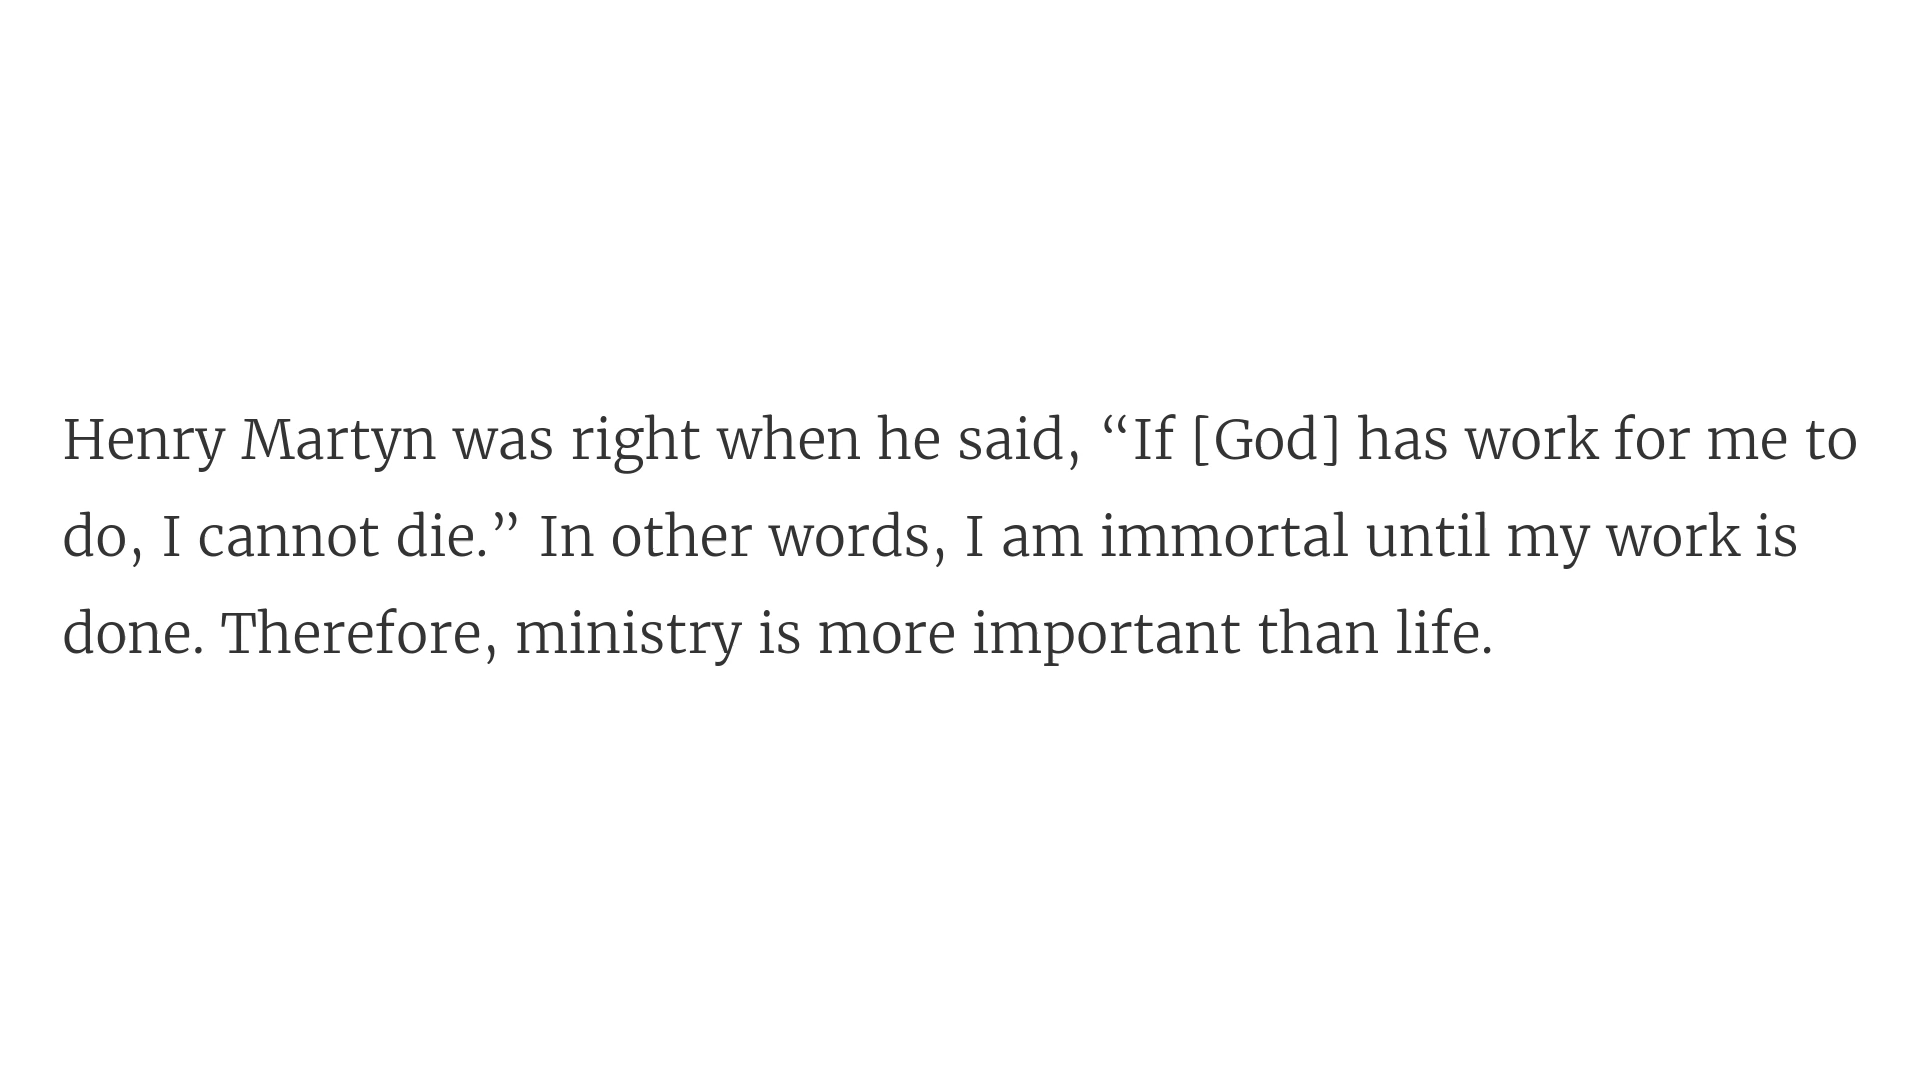 Henry Martyn was right when he said, “If [God] has work for me to
do, I cannot die.” In other words, I am immortal until my work is
done. Therefore, ministry is more important than life.